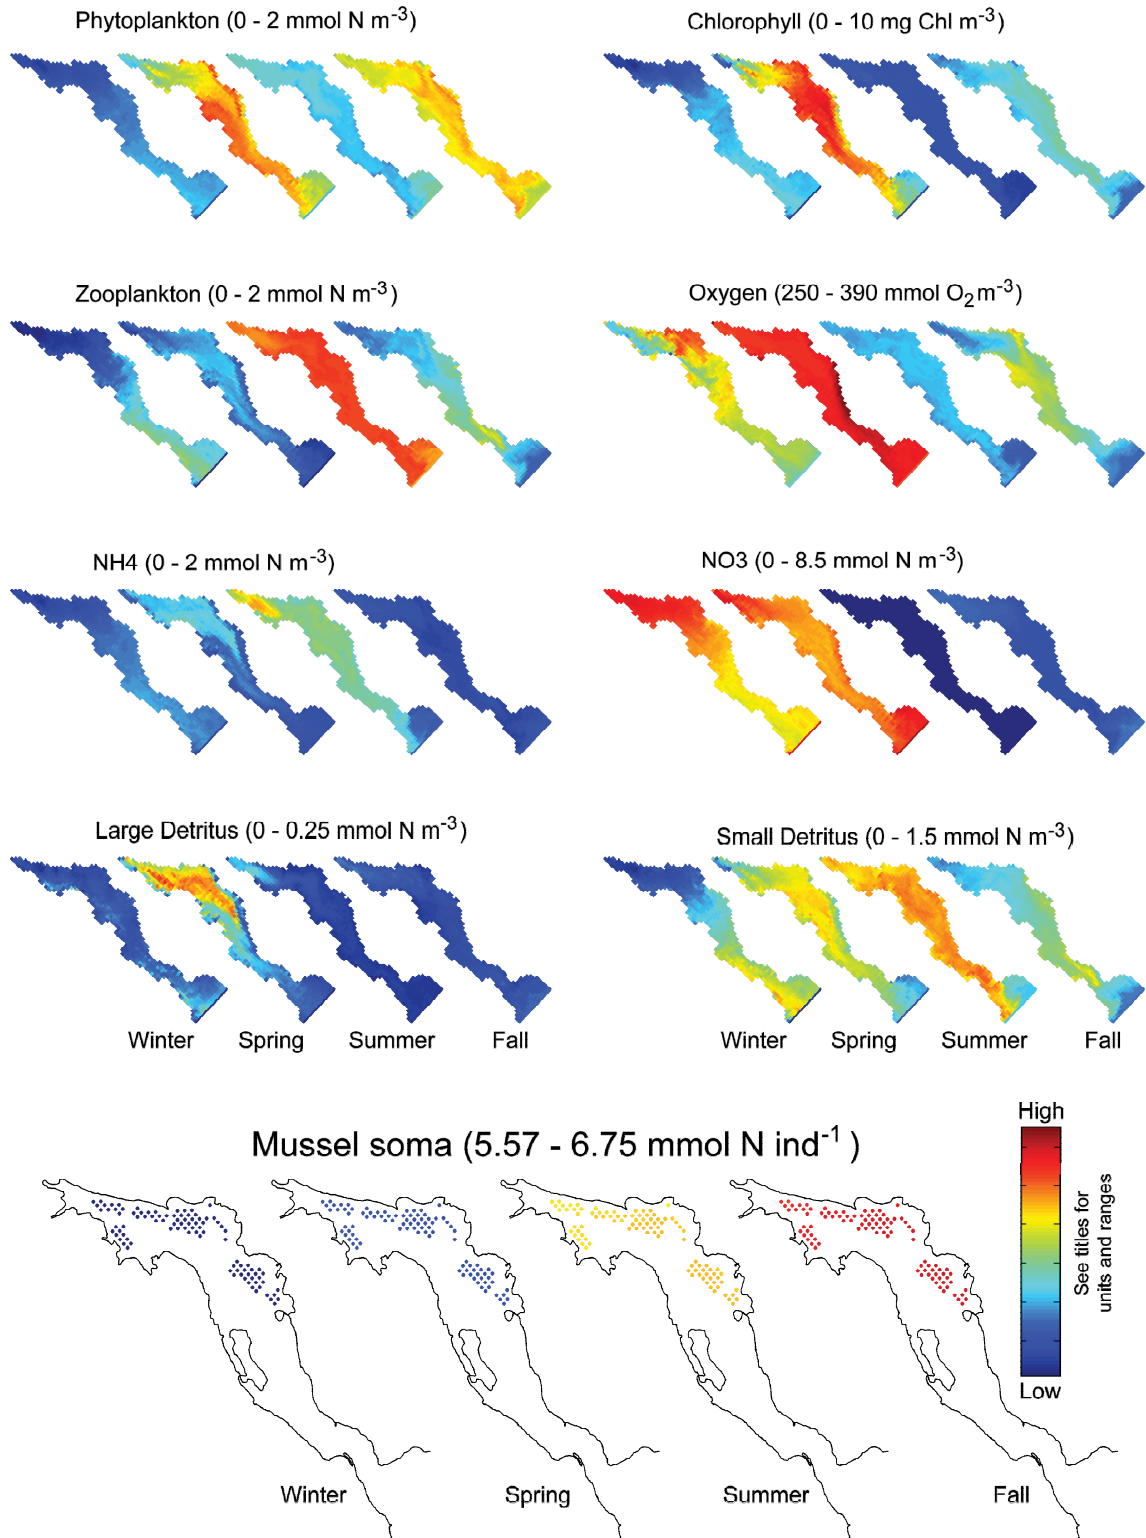 Phytoplankton (0 - 2 mmol N m-3)
Chlorophyll (0 - 10 mg Chl m-3)
Zooplankton (0 - 2 mmol N m-3)
Oxygen (250 - 390 mmol O2 m-3)
NH4 (0 - 2 mmol N m-3)
NO3 (0 - 8.5 mmol N m-3)
Large Detritus (0 - 0.25 mmol N m-3)
Small Detritus (0 - 1.5 mmol N m-3)
Winter Spring Summer Fall
Winter Spring Summer Fall
Mussel soma (5.57 - 6.75 mmol N ind-1 )
High
See titles for
units and ranges
Low
Winter Spring Summer Fall